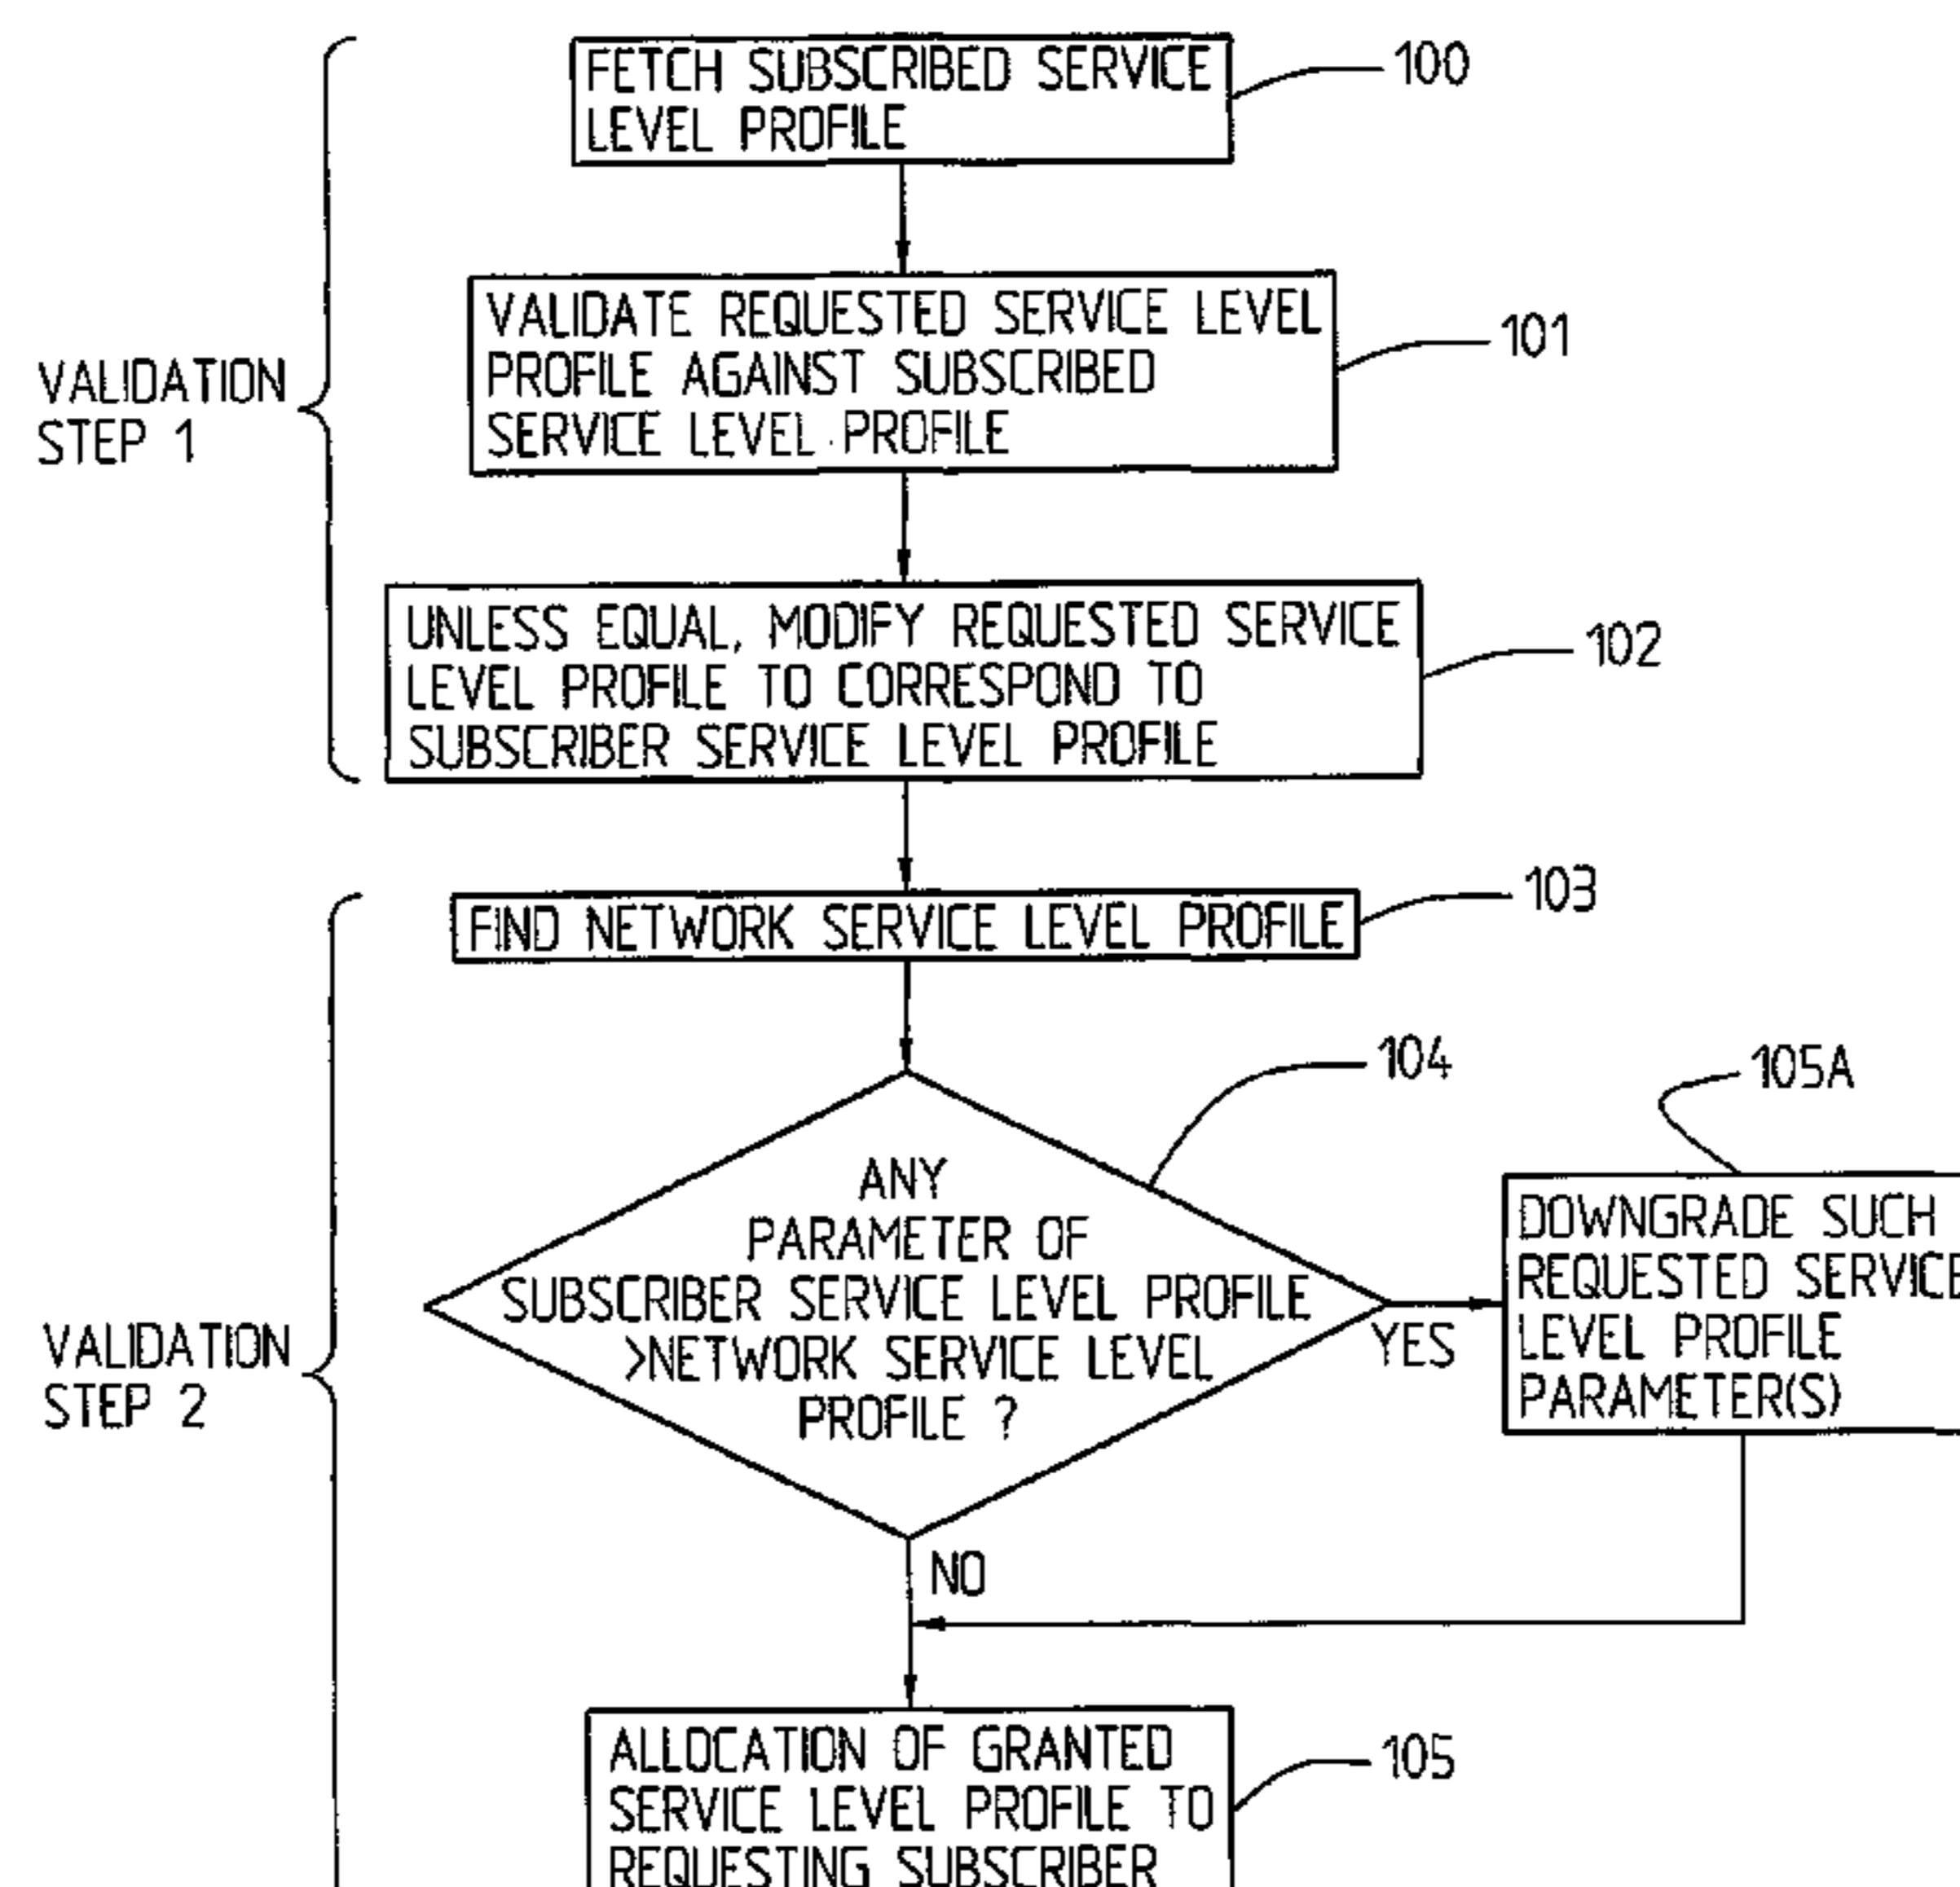 FETCH SUBSCRIBED SERVICE
LEVEL PROFILE
100
VALIDATE REQUESTED SERVICE LEVEL
PROFILE AGAINST SUBSCRIBED
SERVICE LEVEL PROFILE
101
VALIDATION
STEP 1
UNLESS EQUAL, MODIFY REQUESTED SERVICE
LEVEL PROFILE TO CORRESPOND TO
SUBSCRIBER SERVICE LEVEL PROFILE
102
FIND NETWORK SERVICE LEVEL PROFILE
103
104
ANY
PARAMETER OF
SUBSCRIBER SERVICE LEVEL PROFILE
>NETWORK SERVICE LEVEL
PROFILE ?
YES
105A
DOWNGRADE SUCH
REQUESTED SERVICE
LEVEL PROFILE
PARAMETER(S)
VALIDATION
STEP 2
NO
ALLOCATION OF GRANTED
SERVICE LEVEL PROFILE TO
REQUESTING SUBSCRIBER
105